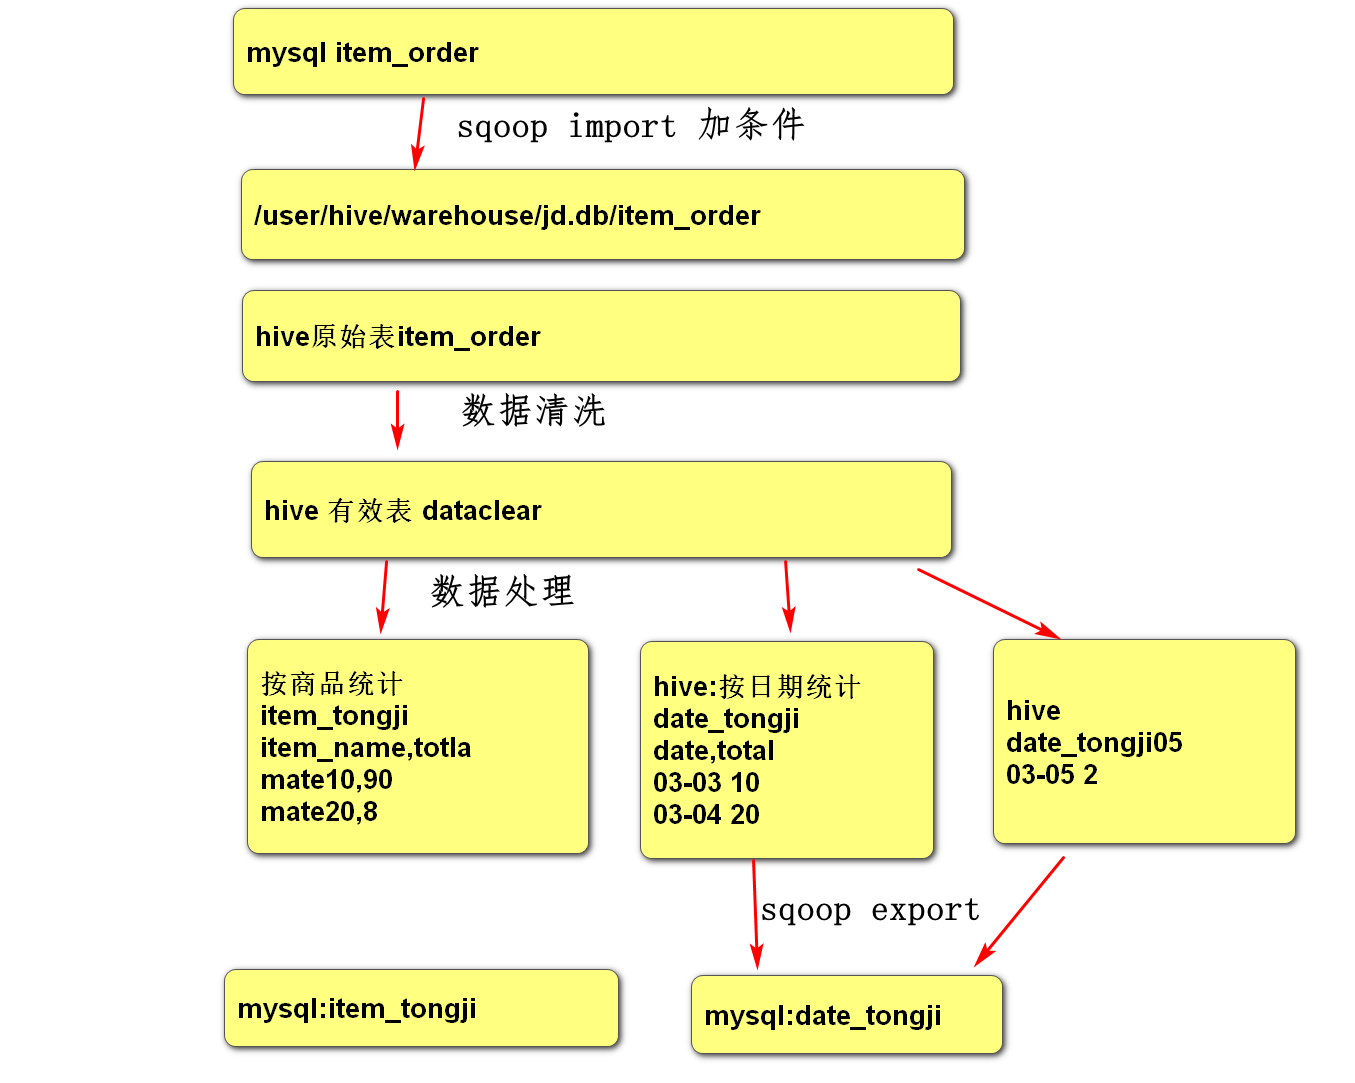 mysql item_order
sqoop import 加条件
/user/hive/warehouse/jd.db/item_order
hive原始表item_order
数据清洗
hive 有效表 dataclear
数据处理
按商品统计
item_tongji
item_name,totla
mate10,90
mate20,8
hive:按日期统计
date_tongji
date,total
03-03 10
03-04 20
hive
date_tongji05
03-05 2
sqoop export
mysql:item_tongji
mysql:date_tongji